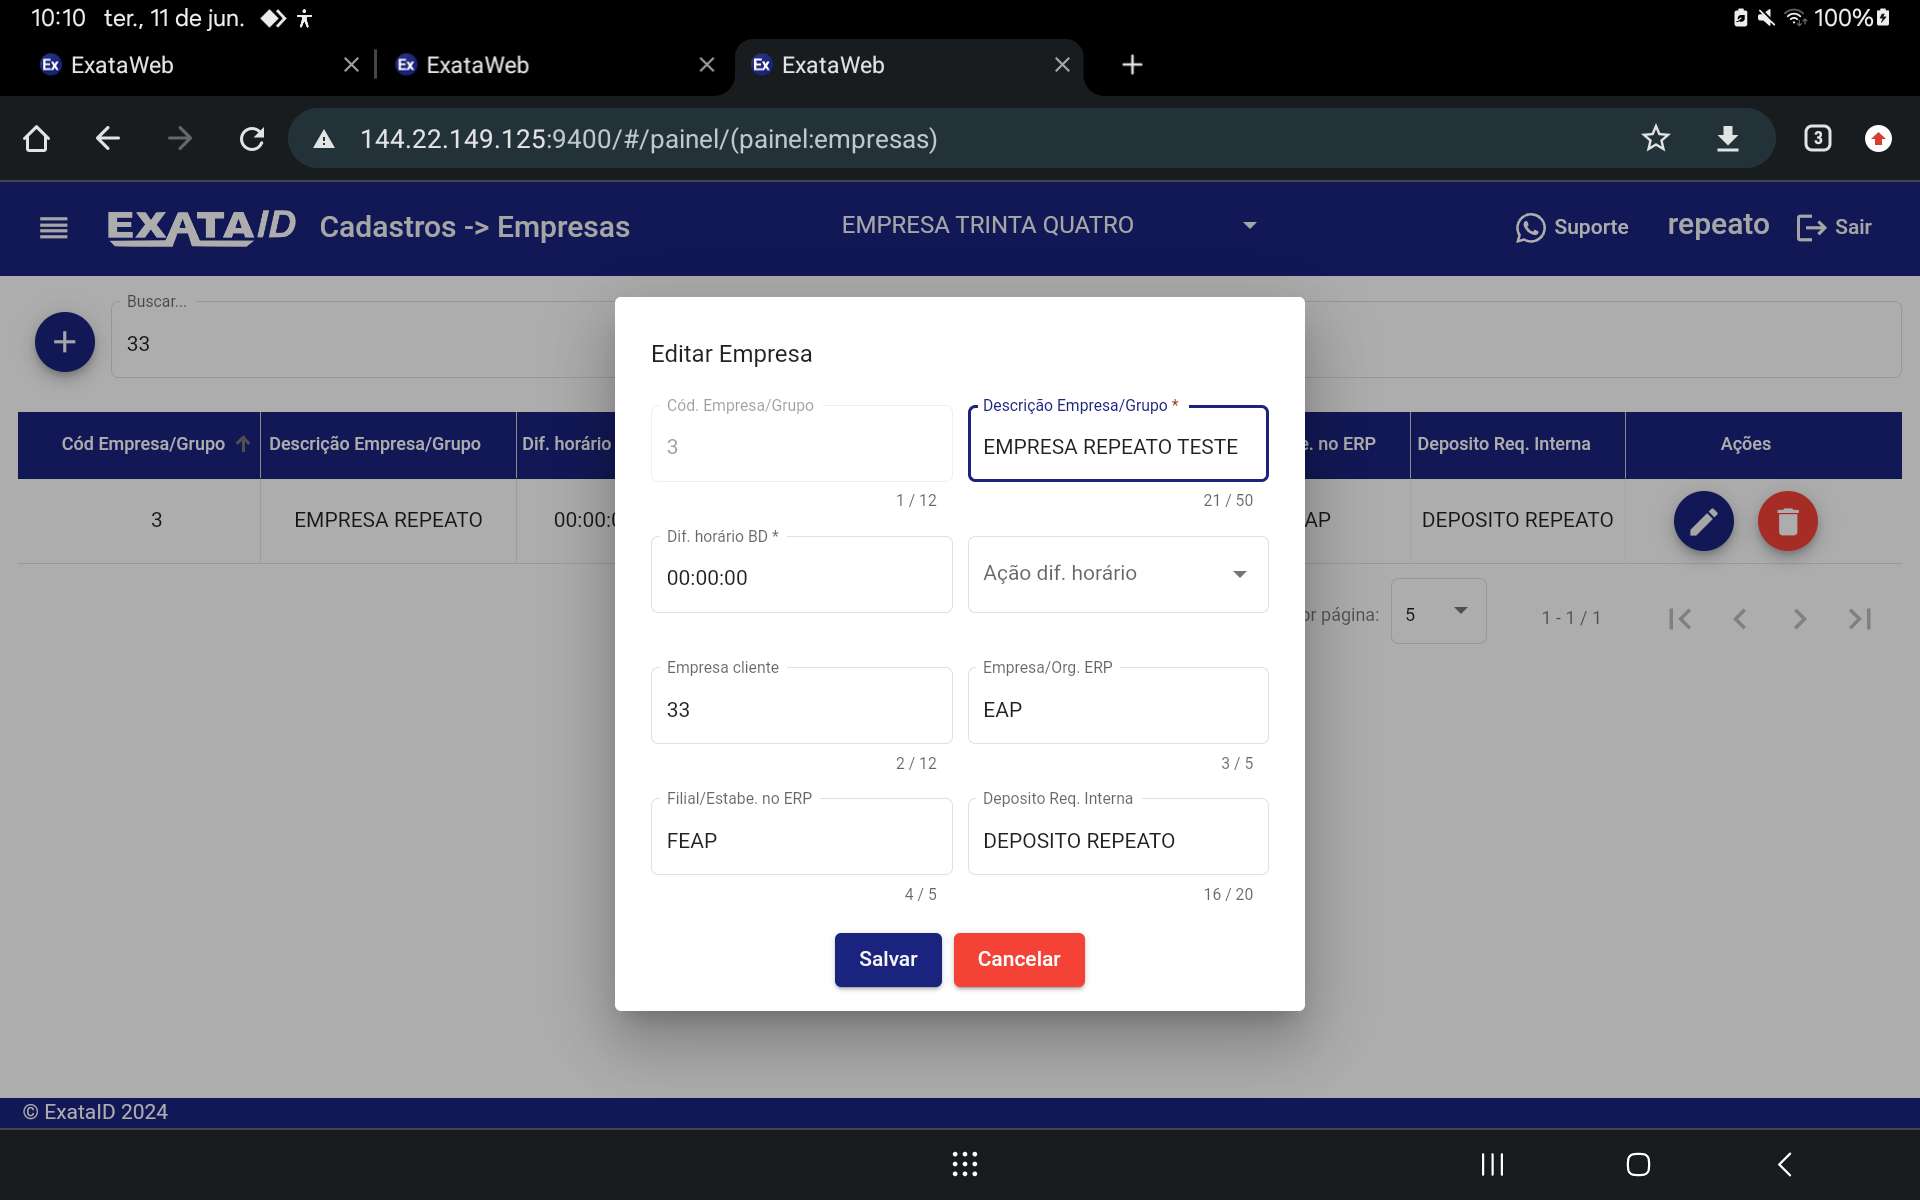 10:10 ter., 11 de jun. 100%
Ex ExataWeb Ex ExataWeb Ex ExataWeb
144.22.149.125:9400/#/painel/(painel:empresas) 3
EXATAID Cadastros -> Empresas EMPRESA TRINTA QUATRO Suporte repeato Sair
Buscar...
33
Editar Empresa
Cód. Empresa/Grupo Descrição Empresa/Grupo *
3 EMPRESA REPEATO TESTE
1 / 12 21 / 50
Cód Empresa/Grupo Descrição Empresa/Grupo Dif. horário e. no ERP Deposito Req. Interna Ações
3 EMPRESA REPEATO 00:00:0 AP DEPOSITO REPEATO
Dif. horário BD *
00:00:00 Ação dif. horário
or página: 5 1 - 1 / 1
Empresa cliente Empresa/Org. ERP
33 EAP
2 / 12 3 / 5
Filial/Estabe. no ERP Deposito Req. Interna
FEAP DEPOSITO REPEATO
4 / 5 16 / 20
Salvar Cancelar
© ExataID 2024